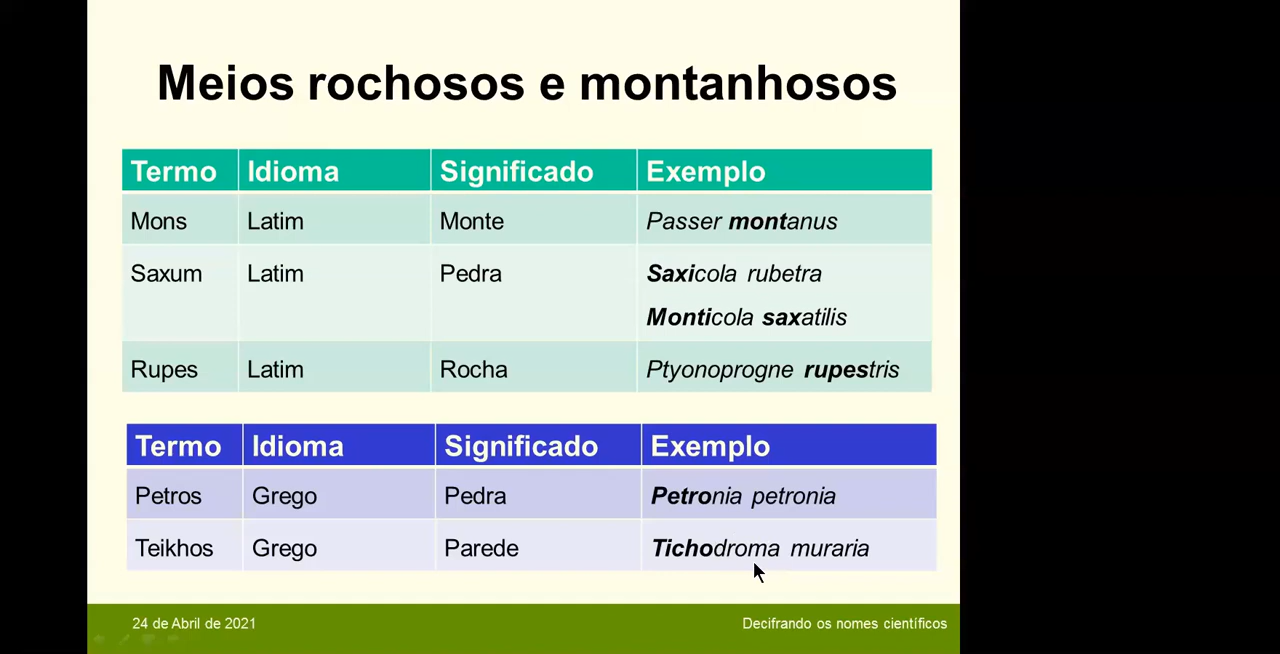 Meios rochosos e montanhosos
Termo Idioma Significado Exemplo
Mons Latim Monte Passer montanus
Saxum Latim Pedra Saxicola rubetra
Monticola saxatilis
Rupes Latim Rocha Ptyonoprogne rupestris
Termo Idioma Significado Exemplo
Petros Grego Pedra Petronia petronia
Teikhos Grego Parede Tichodroma muraria
24 de Abril de 2021 Decifrando os nomes científicos